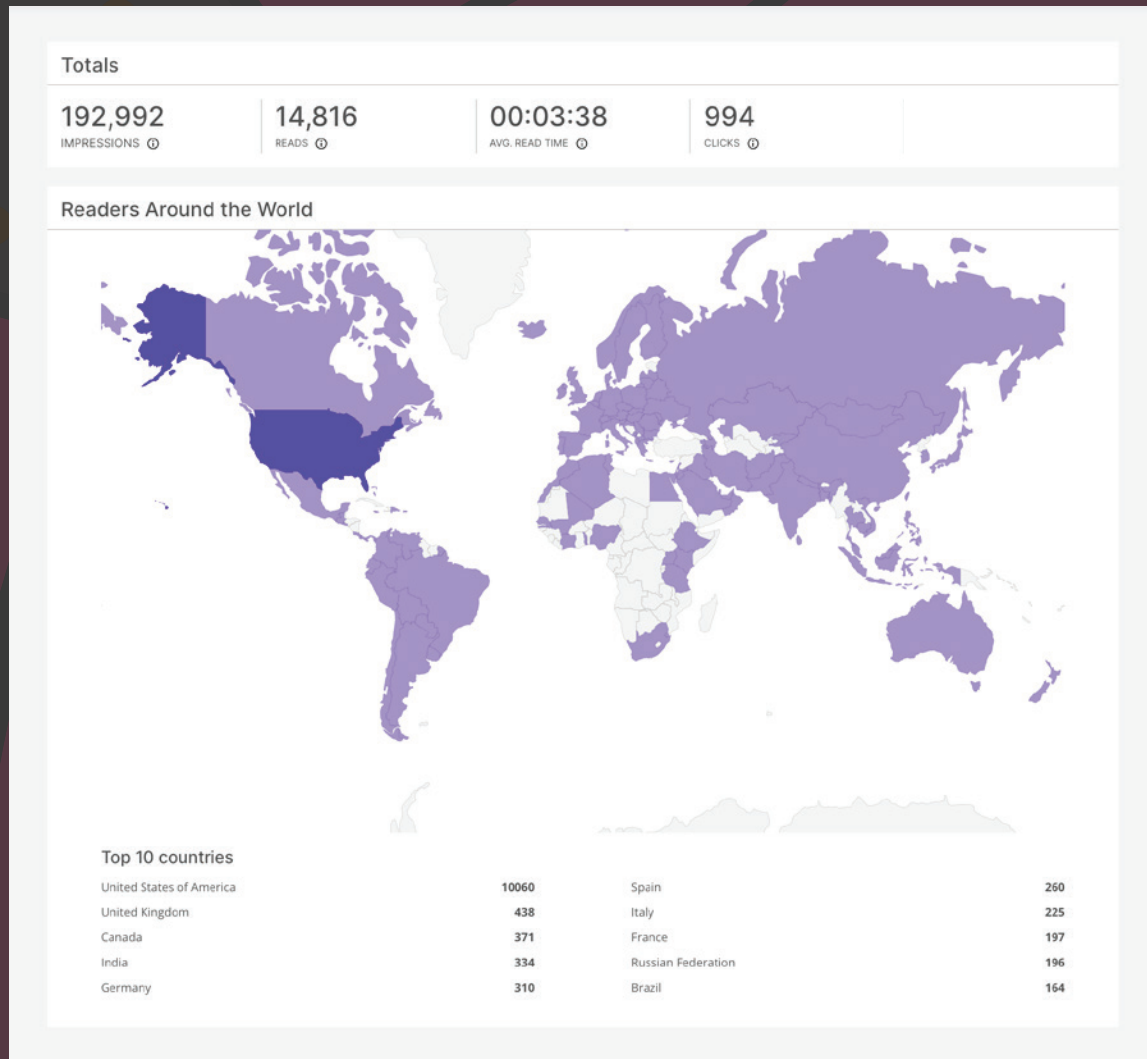 Totals
192,992
IMPRESSIONS
14,816
READS
00:03:38
AVG. READ TIME
994
CLICKS
Readers Around the World
Top 10 countries
United States of America 10060
United Kingdom 438
Canada 371
India 334
Germany 310
Spain 260
Italy 225
France 197
Russian Federation 196
Brazil 164